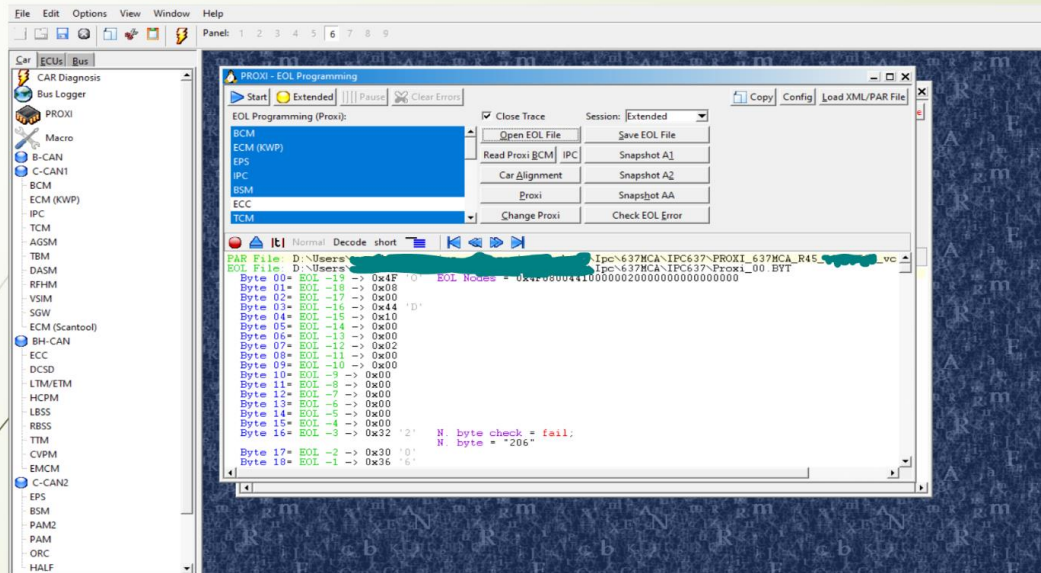 File Edit Options View Window Help
Panel: 1 2 3 4 5 6 7 8 9
Car ECUs Bus
CAR Diagnosis
Bus Logger
PROXI
Macro
B-CAN
C-CAN1
BCM
ECM (KWP)
IPC
TCM
AGSM
TBM
DASM
RFHM
VSIM
SGW
ECM (Scantool)
BH-CAN
ECC
DCSD
LTM/ETM
HCPM
LBSS
RBSS
TTM
CVPM
EMCM
C-CAN2
EPS
BSM
PAM2
PAM
ORC
HALF
PROXI - EOL Programming
Start Extended Pause Clear Errors Copy Config Load XML/PAR File
EOL Programming (Proxi): Close Trace Session: Extended
BCM
ECM (KWP)
EPS
IPC
BSM
ECC
TCM
Open EOL File Save EOL File
Read Proxi BCM IPC Snapshot A1
Car Alignment Snapshot A2
Proxi Snapshot AA
Change Proxi Check EOL Error
Normal Decode short
PAR File: D:\Users\ \Ipc\637MCA\IPC637\PROXI_637MCA_R45_ _vc
EOL File: D:\Users\ Ipc\637MCA\IPC637\Proxi_00.BYT
Byte 00= EOL -19 -> 0x4F 'O' EOL Nodes = 0x4F080044100000020000000000000000
Byte 01= EOL -18 -> 0x08
Byte 02= EOL -17 -> 0x00
Byte 03= EOL -16 -> 0x44 'D'
Byte 04= EOL -15 -> 0x10
Byte 05= EOL -14 -> 0x00
Byte 06= EOL -13 -> 0x00
Byte 07= EOL -12 -> 0x02
Byte 08= EOL -11 -> 0x00
Byte 09= EOL -10 -> 0x00
Byte 10= EOL -9 -> 0x00
Byte 11= EOL -8 -> 0x00
Byte 12= EOL -7 -> 0x00
Byte 13= EOL -6 -> 0x00
Byte 14= EOL -5 -> 0x00
Byte 15= EOL -4 -> 0x00
Byte 16= EOL -3 -> 0x32 '2' N. byte check = fail;
N. byte = "206"
Byte 17= EOL -2 -> 0x30 '0'
Byte 18= EOL -1 -> 0x36 '6'